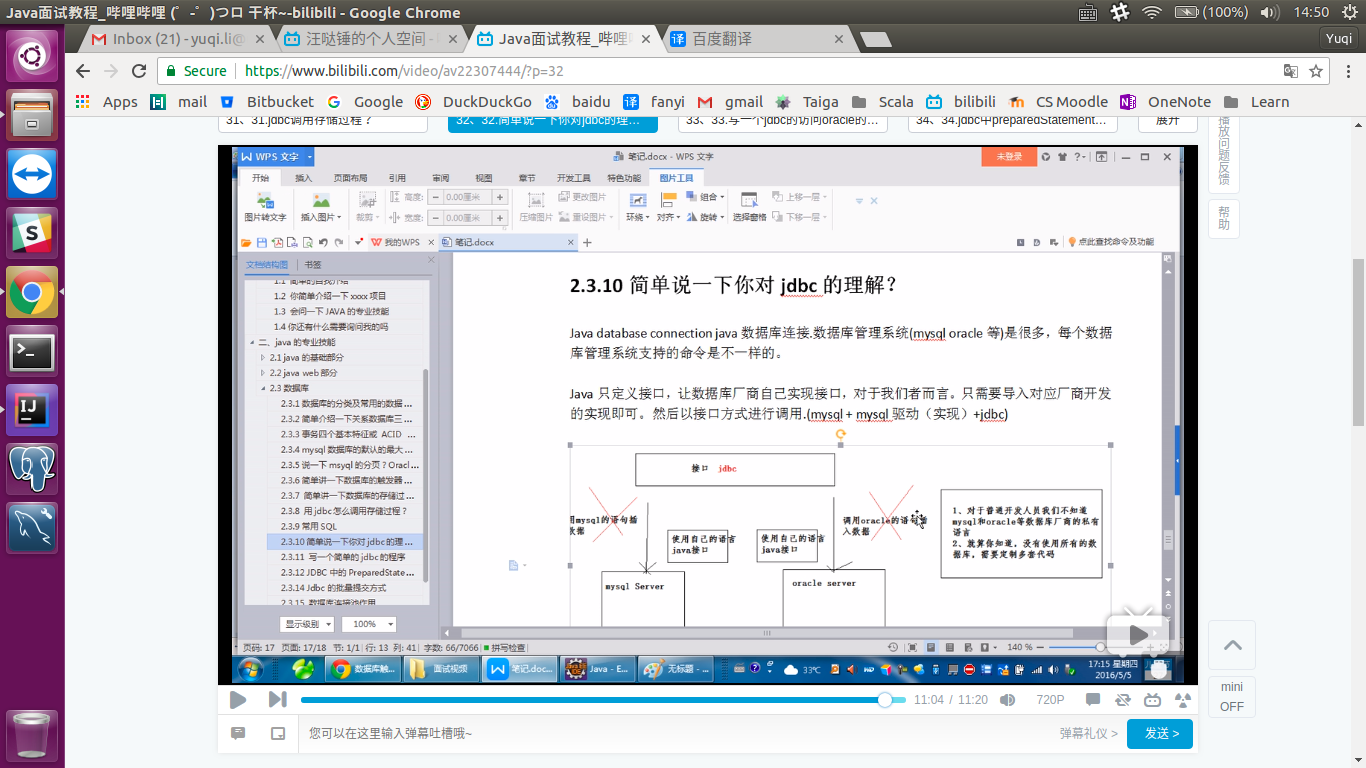 Java面试教程_哔哩哔哩 (゜-゜)つロ 干杯~-bilibili - Google Chrome
(100%)
14:50
Inbox (21) - yuqi.li@
汪哒锤的个人空间 -
Java面试教程_哔哩哔
百度翻译
Yuqi
Secure
https://www.bilibili.com/video/av22307444/?p=32
Apps
mail
Bitbucket
Google
DuckDuckGo
baidu
fanyi
gmail
Taiga
Scala
bilibili
CS Moodle
OneNote
Learn
31、31.jdbc调用存储过程？
32、32.简单说一下你对jdbc的理...
33、33.写一个jdbc的访问oracle的...
34、34.jdbc中preparedStatement...
展开
播放问题反馈
帮助
WPS 文字
笔记.docx - WPS 文字
未登录
开始
插入
页面布局
引用
审阅
视图
章节
开发工具
特色功能
图片工具
图片转文字
插入图片
裁剪
高度:
0.00厘米
宽度:
0.00厘米
压缩图片
更改图片
重设图片
环绕
对齐
组合
旋转
选择窗格
上移一层
下移一层
我的WPS
笔记.docx
点此查找命令及功能
文档结构图
书签
1.1 简单的自我介绍
1.2 你简单介绍一下 xxxx 项目
1.3 会问一下 JAVA 的专业技能
1.4 你还有什么需要询问我的吗
二、java 的专业技能
2.1 java 的基础部分
2.2 java web 部分
2.3 数据库
2.3.1 数据库的分类及常用的数据...
2.3.2 简单介绍一下关系数据库三...
2.3.3 事务四个基本特征或 ACID ...
2.3.4 mysql 数据库的默认的最大...
2.3.5 说一下 msyql 的分页？Oracl...
2.3.6 简单讲一下数据库的触发器...
2.3.7 简单讲一下数据库的存储过...
2.3.8 用 jdbc 怎么调用存储过程？
2.3.9 常用 SQL
2.3.10 简单说一下你对 jdbc 的理...
2.3.11 写一个简单的 jdbc 的程序
2.3.12 JDBC 中的 PreparedState...
2.3.14 Jdbc 的批量提交方式
2.3.15 数据库连接池作用
显示级别
100%
2.3.10 简单说一下你对 jdbc 的理解？
Java database connection java 数据库连接.数据库管理系统(mysql oracle 等)是很多，每个数据
库管理系统支持的命令是不一样的。
Java 只定义接口，让数据库厂商自己实现接口，对于我们者而言。只需要导入对应厂商开发
的实现即可。然后以接口方式进行调用.(mysql + mysql 驱动（实现）+jdbc)
接口 jdbc
用mysql的语句插
数据
使用自己的语言
java接口
使用自己的语言
java接口
调用oracle的语句插
入数据
1、对于普通开发人员我们不知道
mysql和oracle等数据库厂商的私有
语言
2、就算你知道，没有使用所有的数
据库，需要定制多套代码
mysql Server
oracle server
页码: 17 页面: 17/18 节: 1/1 行: 13 列: 41 字数: 66/7066 拼写检查
140 %
数据库触...
面试视频
笔记.doc...
Java - E...
无标题 - ...
33℃
17:15 星期四
2016/5/5
11:04 / 11:20
720P
mini
OFF
您可以在这里输入弹幕吐槽哦~
弹幕礼仪 >
发送 >